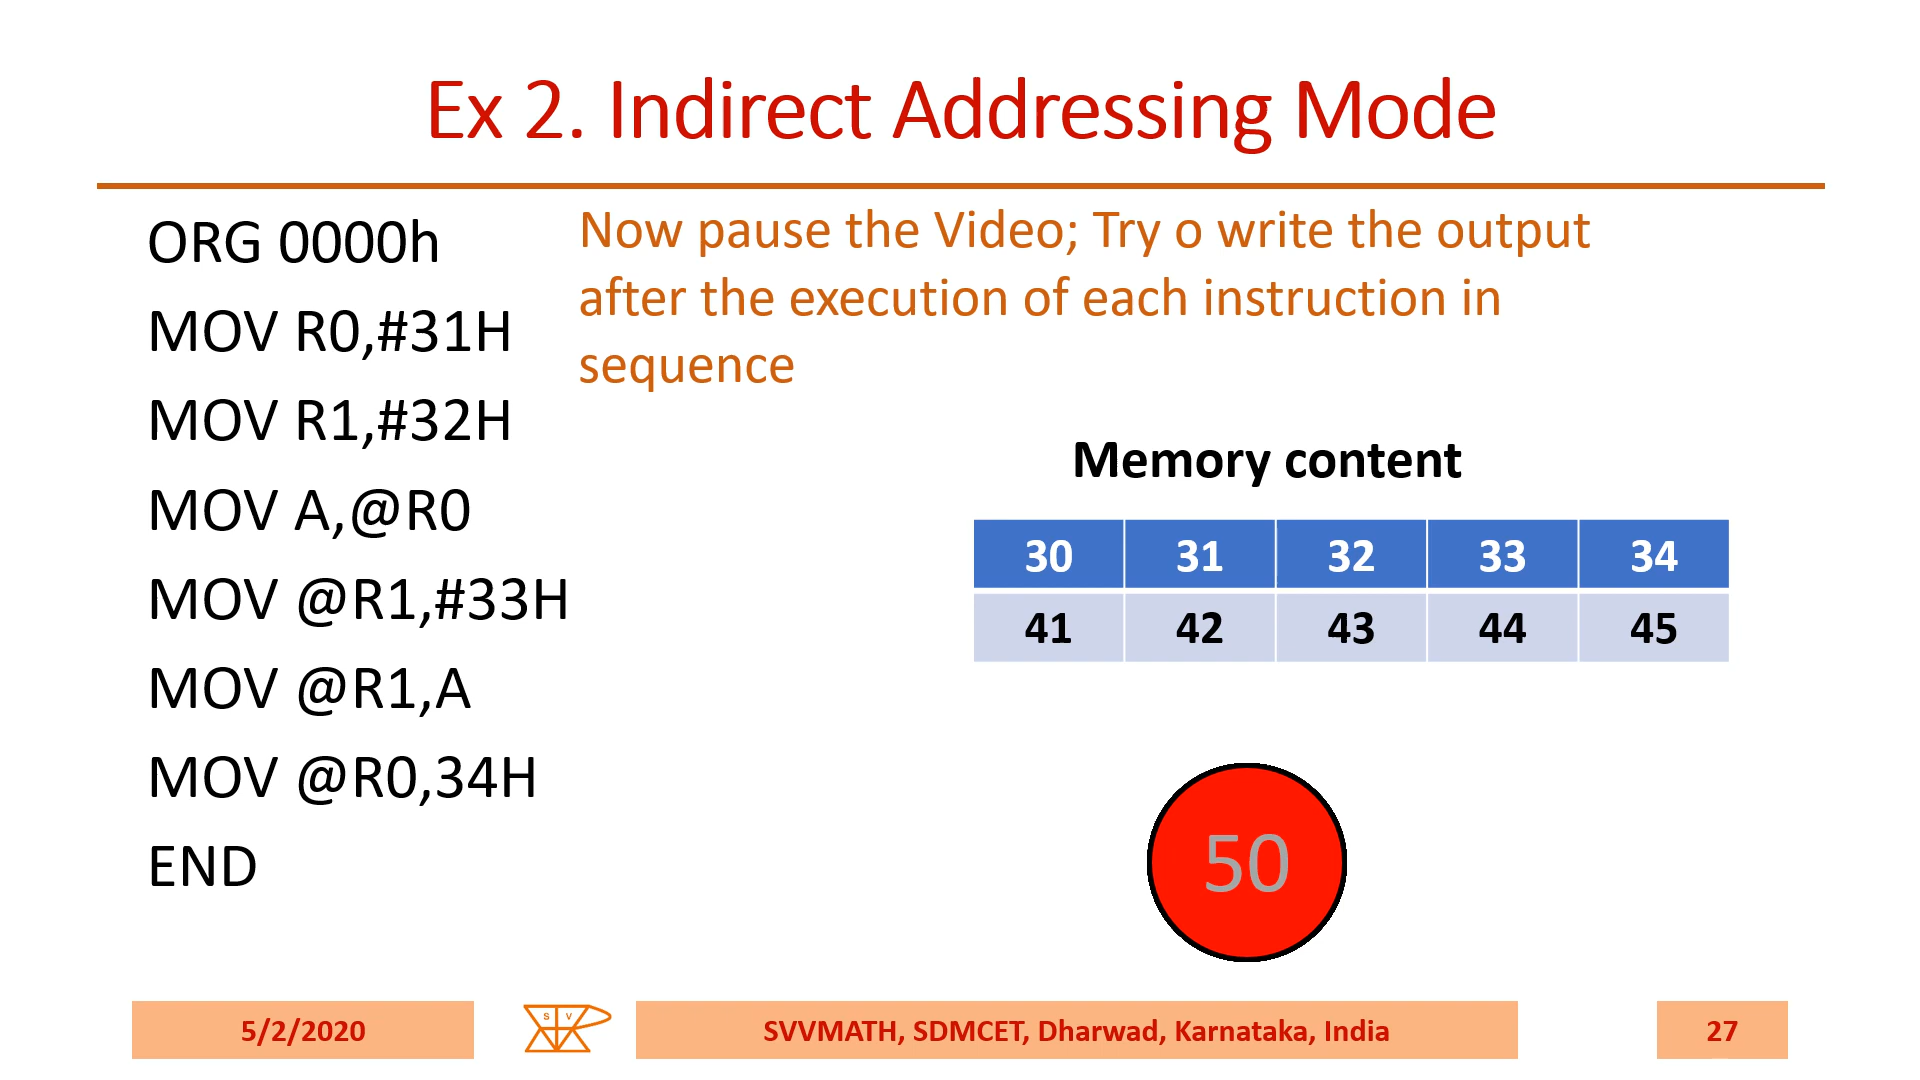 Ex 2. Indirect Addressing Mode
ORG 0000h
MOV R0,#31H
MOV R1,#32H
MOV A,@R0
MOV @R1,#33H
MOV @R1,A
MOV @R0,34H
END
Now pause the Video; Try o write the output
after the execution of each instruction in
sequence
Memory content
30 31 32 33 34
41 42 43 44 45
50
5/2/2020
S V
SVVMATH, SDMCET, Dharwad, Karnataka, India
27